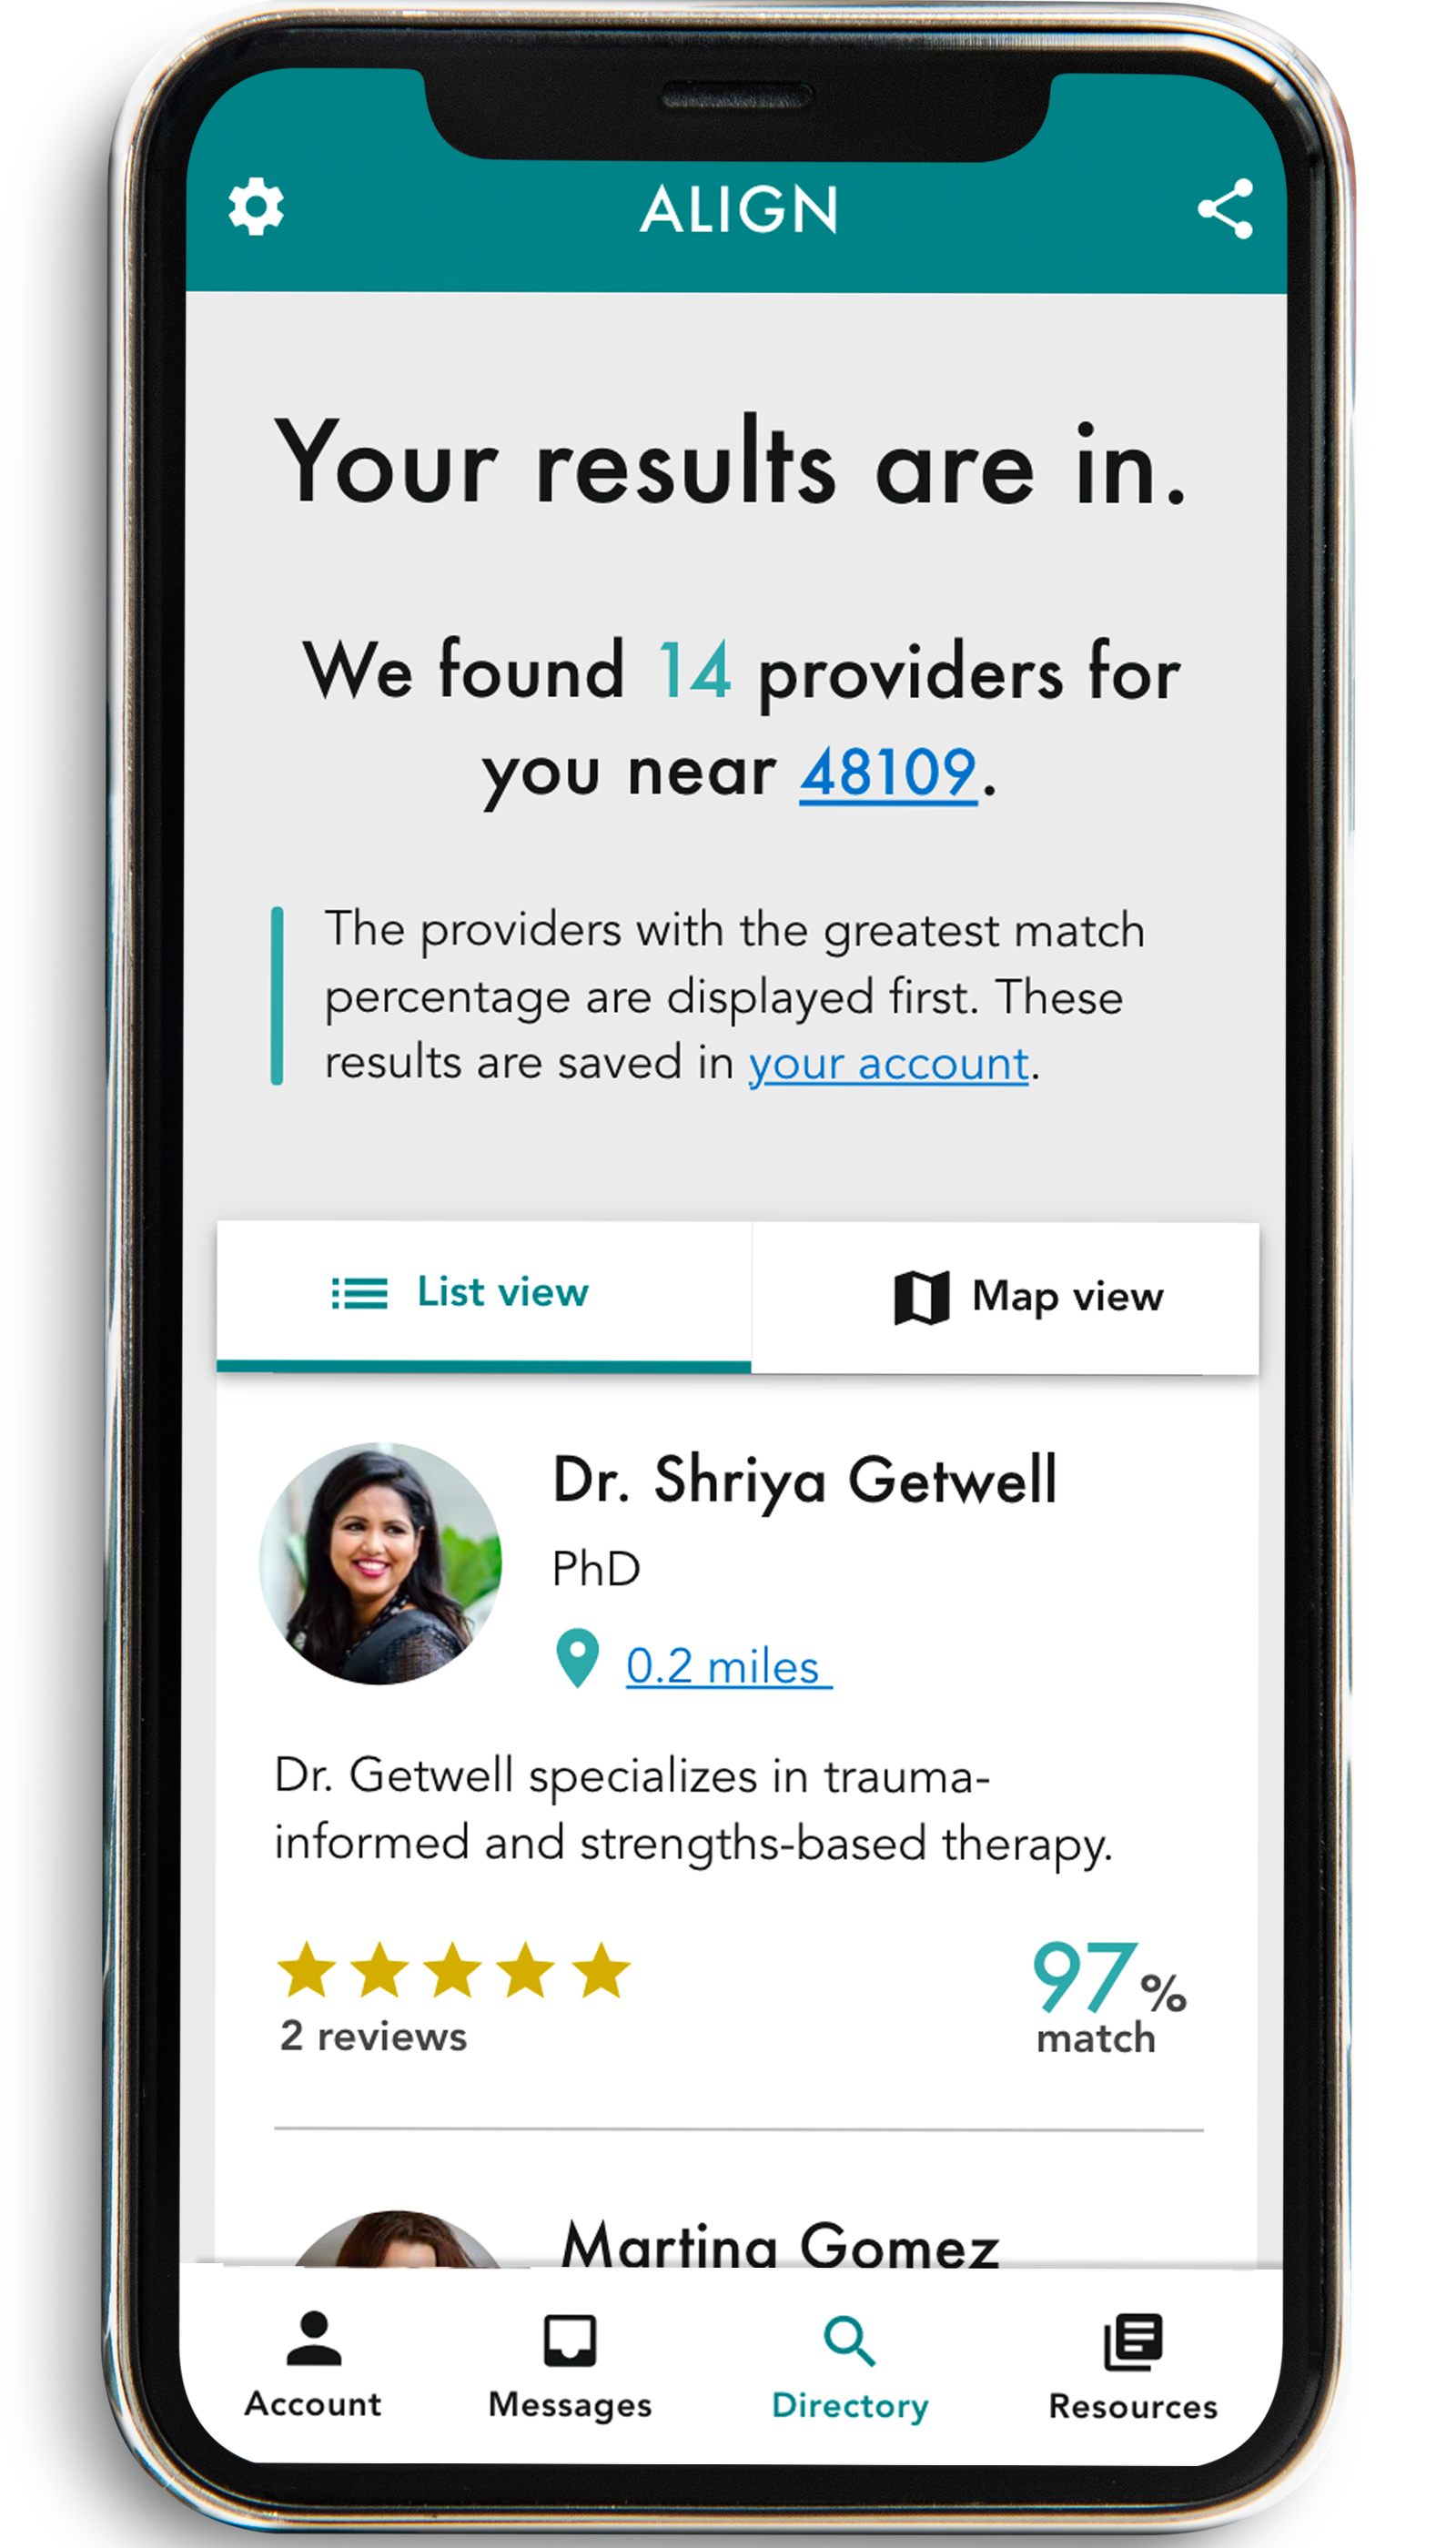 ALIGN
Your results are in.
We found 14 providers for
you near 48109.
The providers with the greatest match
percentage are displayed first. These
results are saved in your account.
List view
Map view
Dr. Shriya Getwell
PhD
0.2 miles
Dr. Getwell specializes in trauma-
informed and strengths-based therapy.
2 reviews
97%
match
Martina Gomez
Account
Messages
Directory
Resources